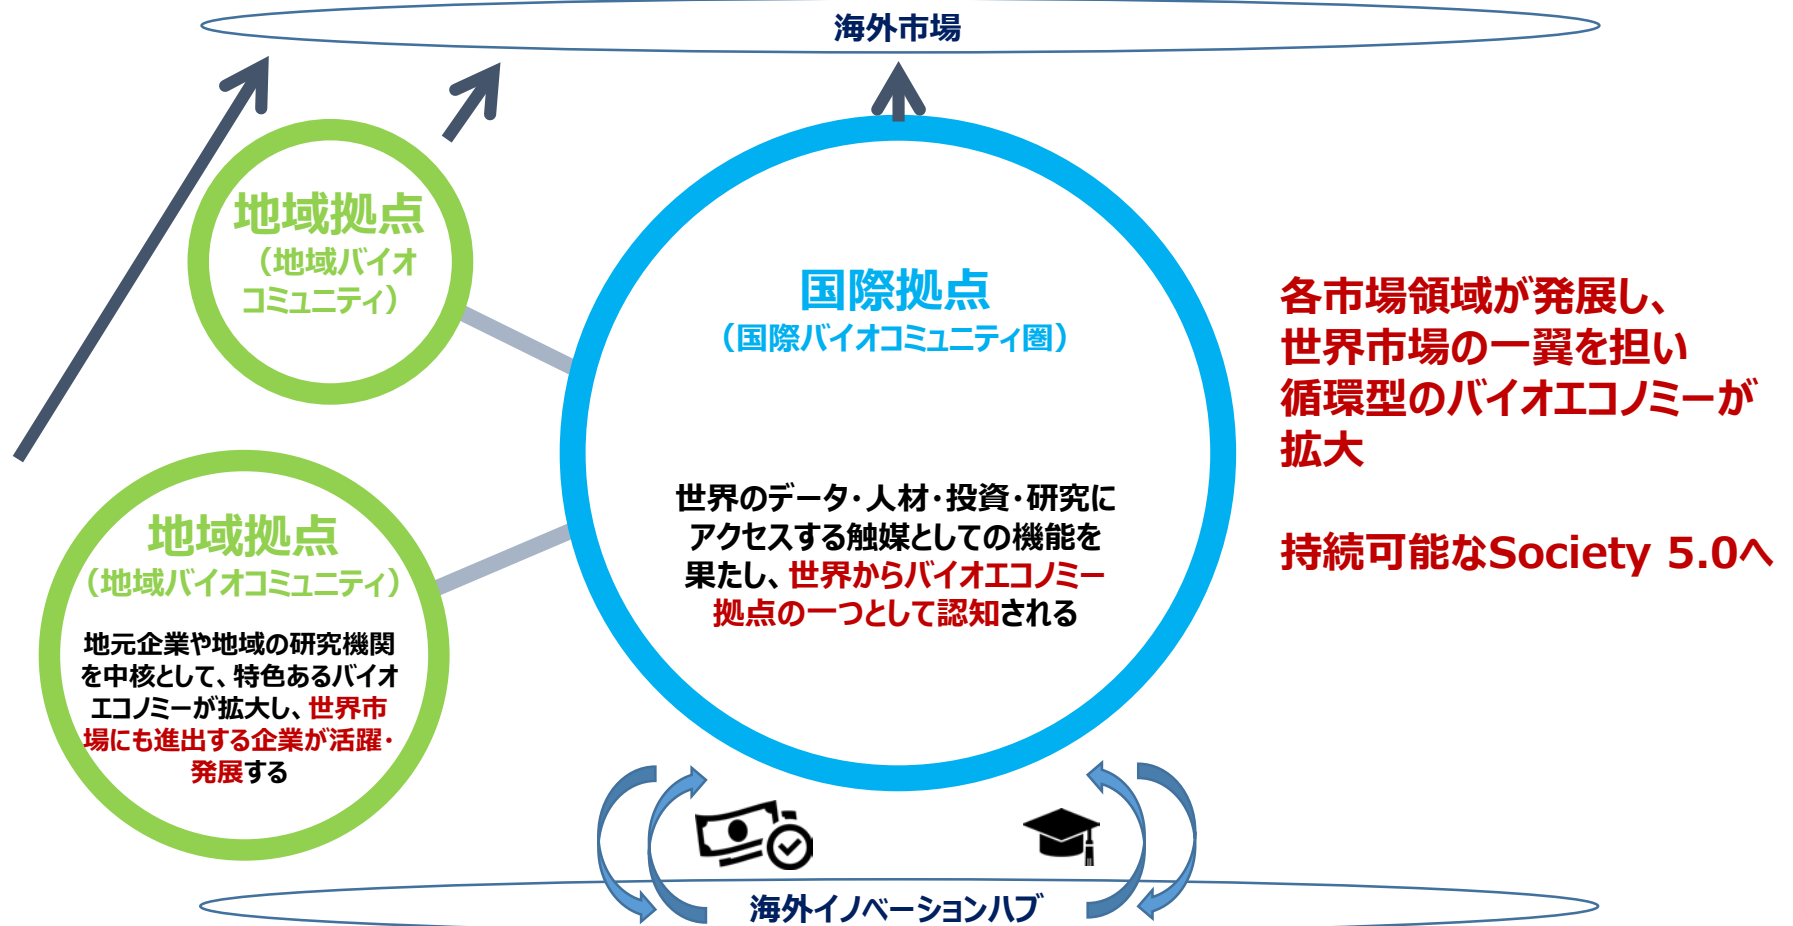 海外市場
地域拠点
（地域バイオ
コミュニティ）
国際拠点
（国際バイオコミュニティ圏）
世界のデータ・人材・投資・研究に
アクセスする触媒としての機能を
果たし、世界からバイオエコノミー
拠点の一つとして認知される
各市場領域が発展し、
世界市場の一翼を担い
循環型のバイオエコノミーが
拡大
持続可能なSociety 5.0へ
地域拠点
（地域バイオコミュニティ）
地元企業や地域の研究機関
を中核として、特色あるバイオ
エコノミーが拡大し、世界市
場にも進出する企業が活躍・
発展する
海外イノベーションハブ